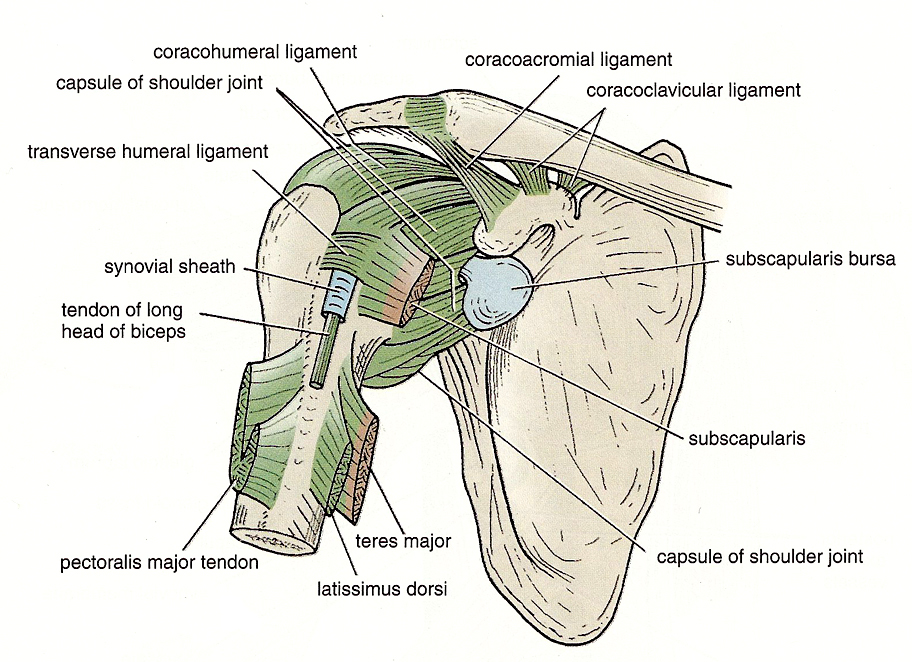 coracohumeral ligament
capsule of shoulder joint
transverse humeral ligament
synovial sheath
tendon of long
head of biceps
pectoralis major tendon
coracoacromial ligament
coracoclavicular ligament
subscapularis bursa
subscapularis
capsule of shoulder joint
teres major
latissimus dorsi